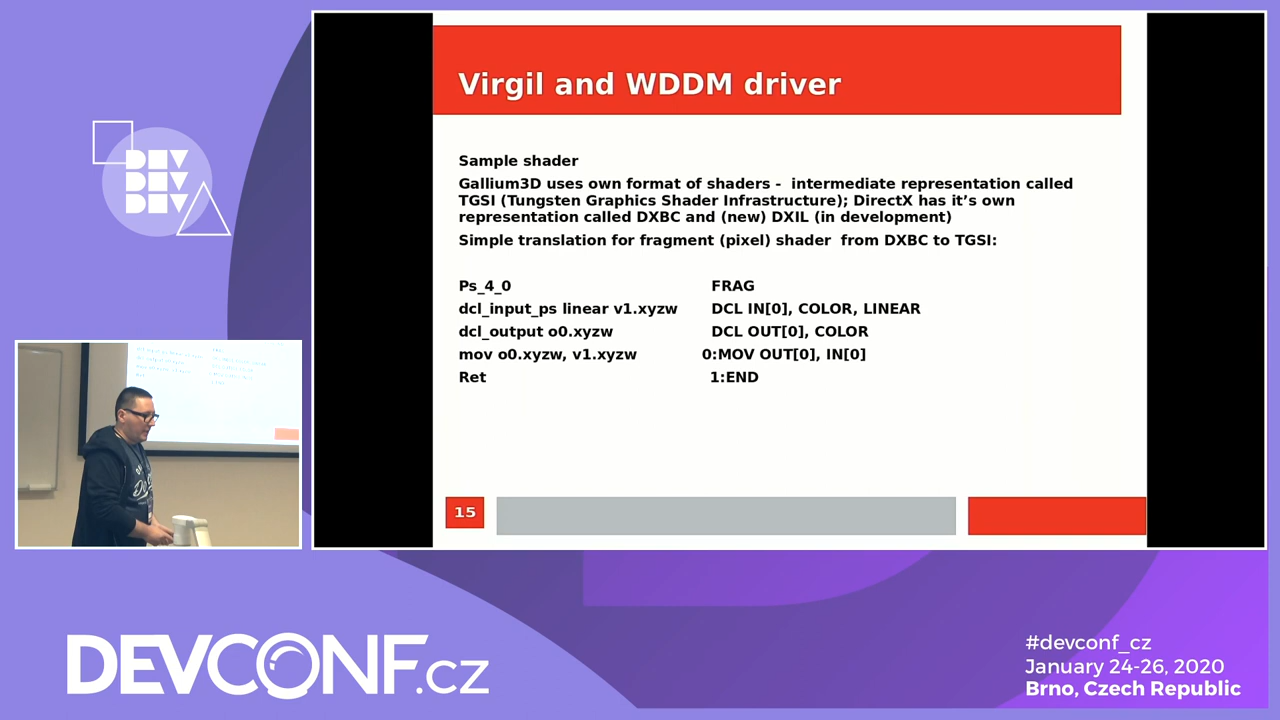 Virgil and WDDM driver
Sample shader
Gallium3D uses own format of shaders - intermediate representation called
TGSI (Tungsten Graphics Shader Infrastructure); DirectX has it’s own
representation called DXBC and (new) DXIL (in development)
Simple translation for fragment (pixel) shader from DXBC to TGSI:
Ps_4_0 FRAG
dcl_input_ps linear v1.xyzw DCL IN[0], COLOR, LINEAR
dcl_output o0.xyzw DCL OUT[0], COLOR
mov o0.xyzw, v1.xyzw 0:MOV OUT[0], IN[0]
Ret 1:END
15
DEV
DEV
DEV
DEVCONF.cz
#devconf_cz
January 24-26, 2020
Brno, Czech Republic